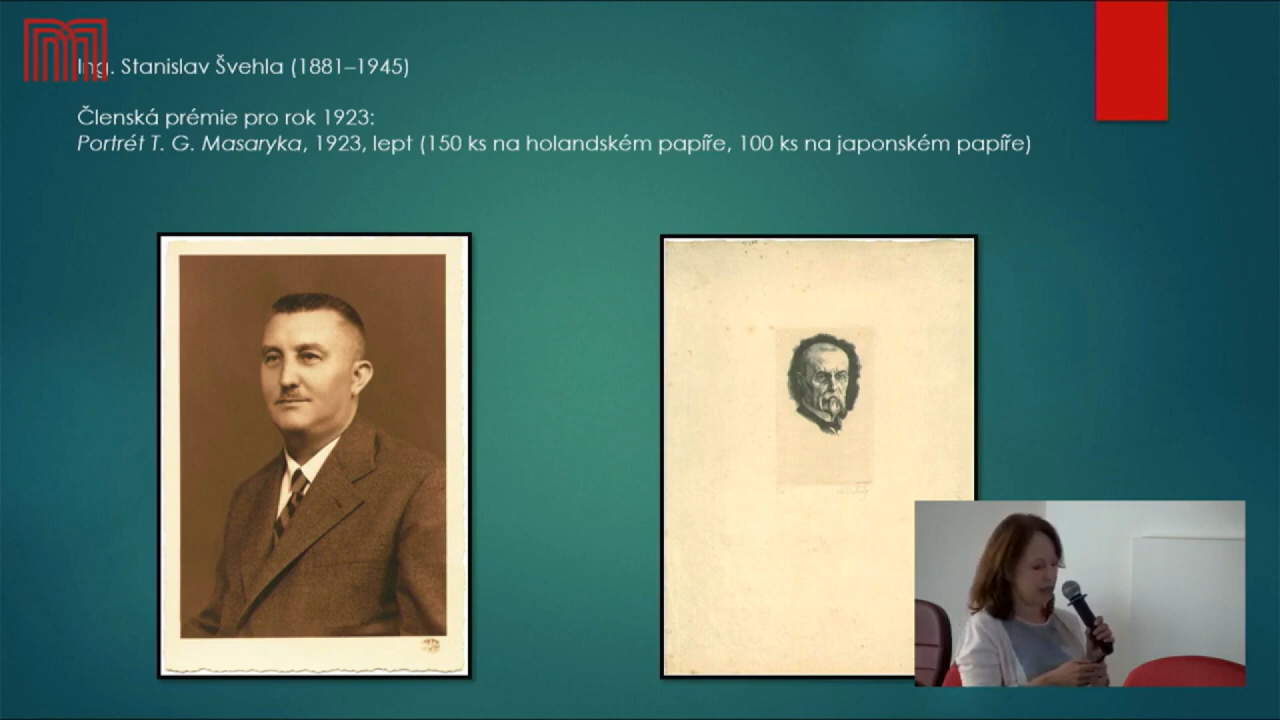 Ing. Stanislav Švehla (1881–1945)
Členská prémie pro rok 1923:
Portrét T. G. Masaryka, 1923, lept (150 ks na holandském papíře, 100 ks na japonském papíře)